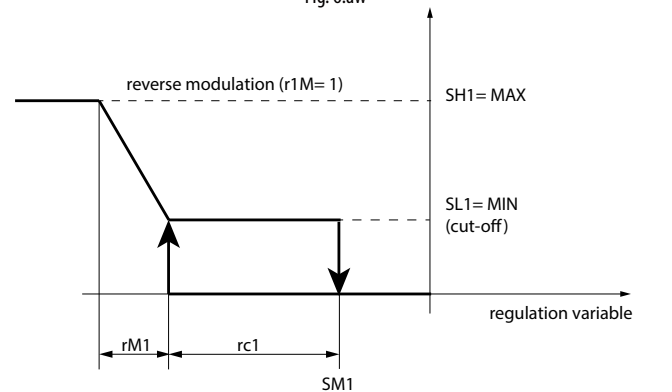 reverse modulation (r1M= 1)
SH1= MAX
SL1= MIN
(cut-off)
regulation variable
rM1
rc1
SM1